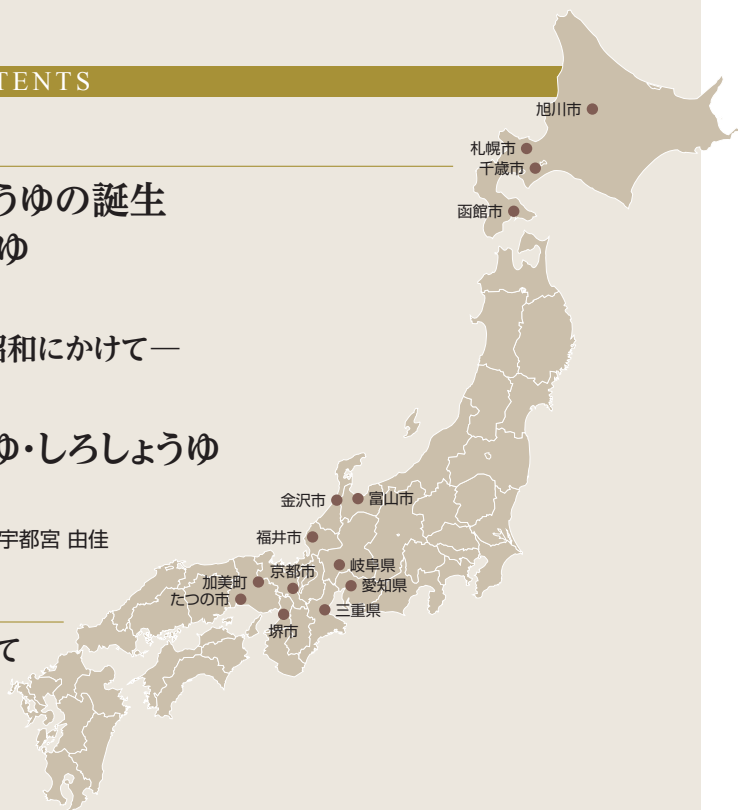 TENTS
うゆの誕生
ゆ
昭和にかけて―
ゆ・しろしょうゆ
宇都宮 由佳
て
旭川市
札幌市
千歳市
函館市
金沢市
富山市
福井市
岐阜県
京都市
加美町
愛知県
たつの市
三重県
堺市